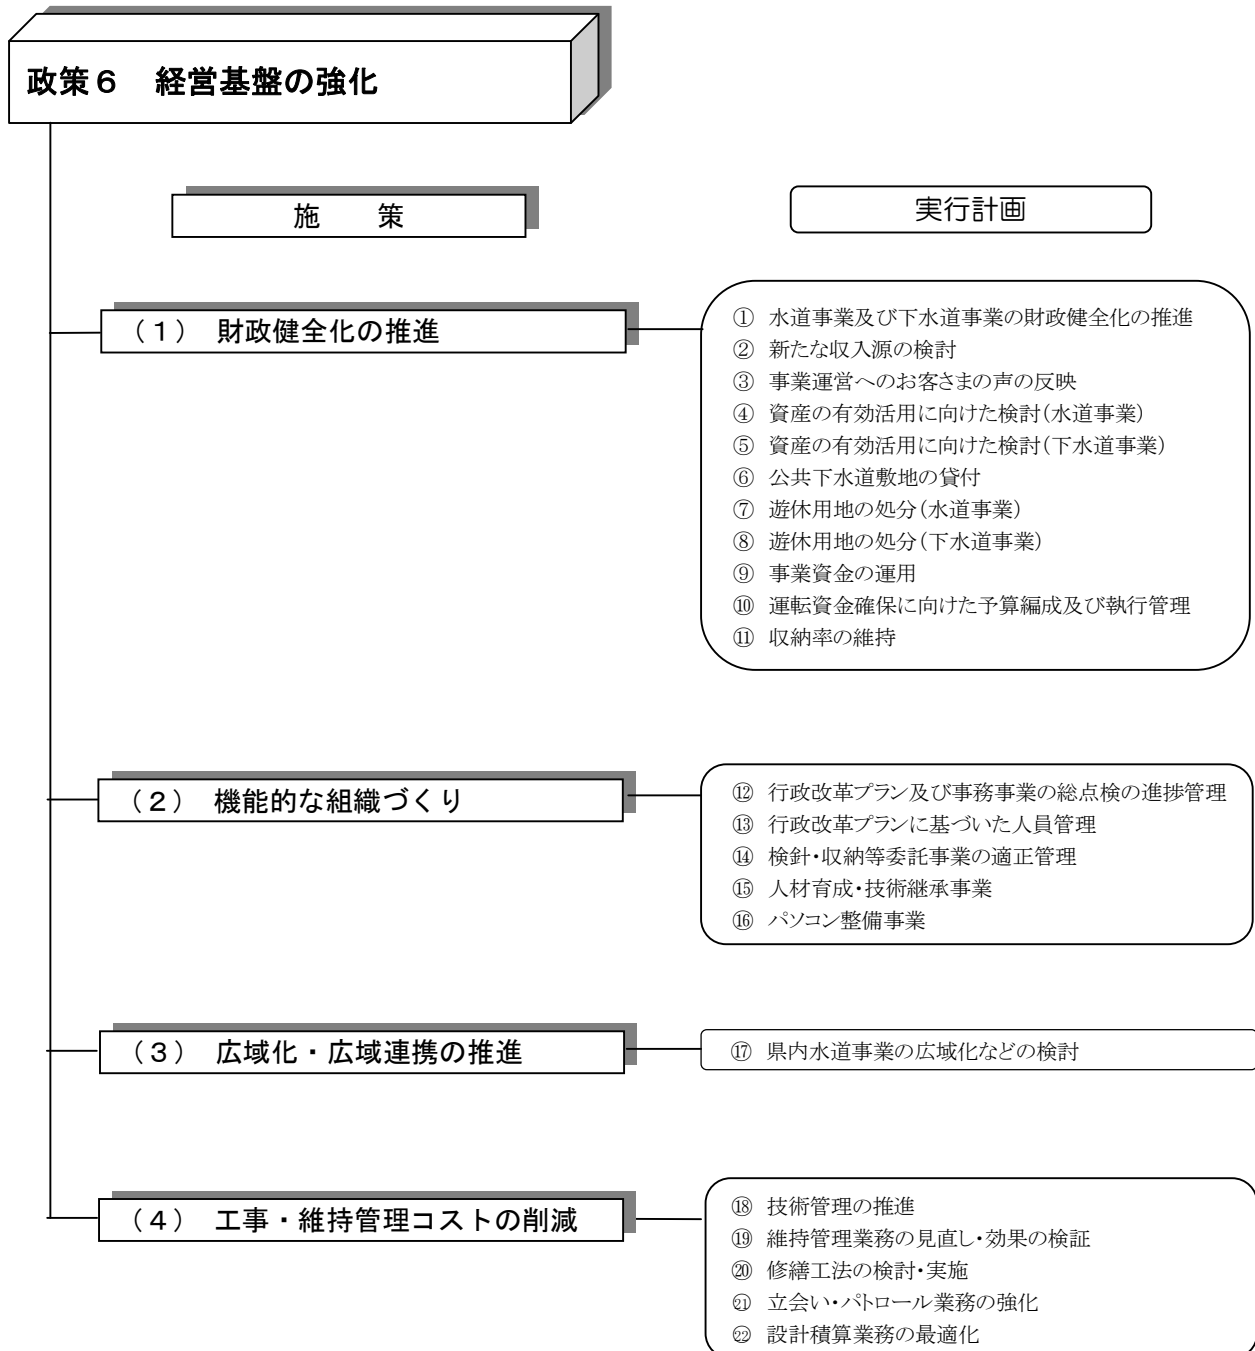 政策６　経営基盤の強化
施　　策
実行計画
（１）　財政健全化の推進
① 水道事業及び下水道事業の財政健全化の推進
② 新たな収入源の検討
③ 事業運営へのお客さまの声の反映
④ 資産の有効活用に向けた検討（水道事業）
⑤ 資産の有効活用に向けた検討（下水道事業）
⑥ 公共下水道敷地の貸付
⑦ 遊休用地の処分（水道事業）
⑧ 遊休用地の処分（下水道事業）
⑨ 事業資金の運用
⑩ 運転資金確保に向けた予算編成及び執行管理
⑪ 収納率の維持
（２）　機能的な組織づくり
⑫ 行政改革プラン及び事務事業の総点検の進捗管理
⑬ 行政改革プランに基づいた人員管理
⑭ 検針・収納等委託事業の適正管理
⑮ 人材育成・技術継承事業
⑯ パソコン整備事業
（３）　広域化・広域連携の推進
⑰ 県内水道事業の広域化などの検討
（４）　工事・維持管理コストの削減
⑱ 技術管理の推進
⑲ 維持管理業務の見直し・効果の検証
⑳ 修繕工法の検討・実施
㉑ 立会い・パトロール業務の強化
㉒ 設計積算業務の最適化